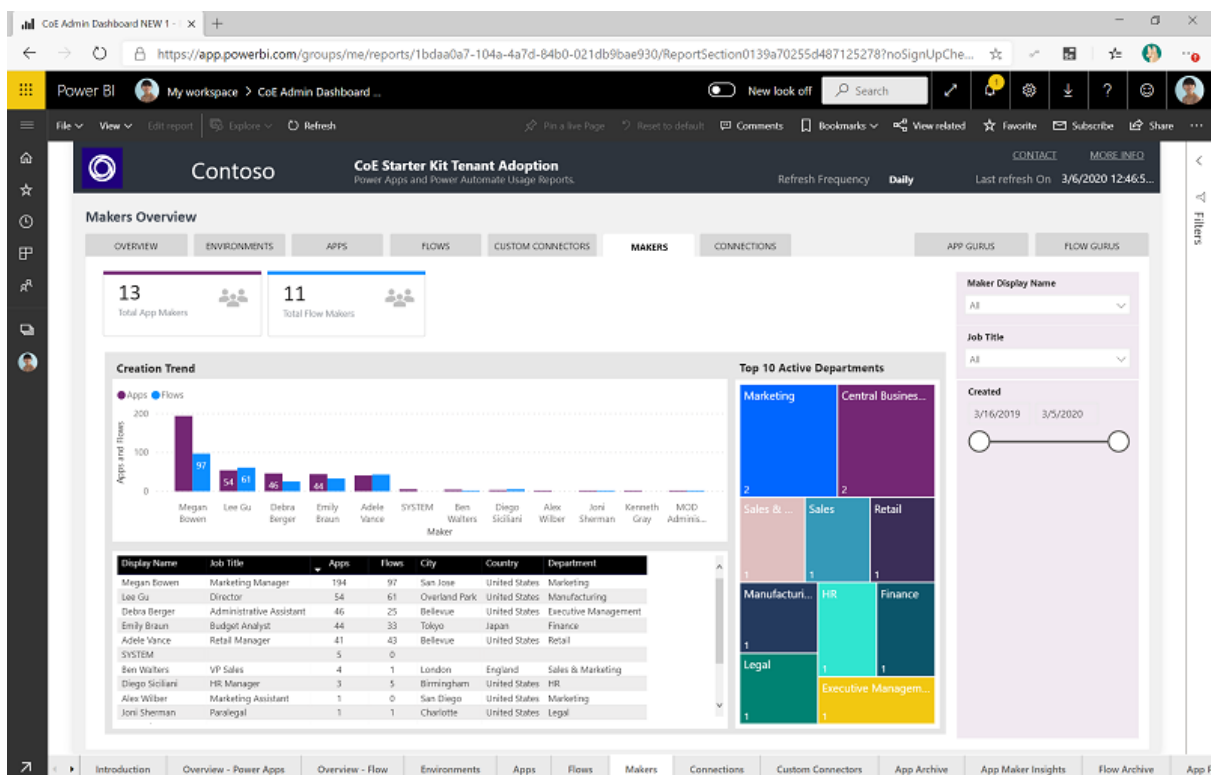 CoE Admin Dashboard NEW 1 -
https://app.powerbi.com/groups/me/reports/1bdaa0a7-104a-4a7d-84b0-021db9bae930/ReportSection0139a70255d487125278?noSignUpChe...
Power BI My workspace > CoE Admin Dashboard ... New look off Search 1
File View Edit report Explore Refresh Pin a live Page Reset to default Comments Bookmarks View related Favorite Subscribe Share ...
Contoso
CoE Starter Kit Tenant Adoption
Power Apps and Power Automate Usage Reports.
CONTACT MORE INFO
Refresh Frequency Daily Last refresh On 3/6/2020 12:46:5...
Filters
Makers Overview
OVERVIEW ENVIRONMENTS APPS FLOWS CUSTOM CONNECTORS MAKERS CONNECTIONS APP GURUS FLOW GURUS
13
Total App Makers
11
Total Flow Makers
Maker Display Name
All
Job Title
All
Created
3/16/2019 3/5/2020
Creation Trend
Apps Flows
Apps and Flows
200
100
0
97
54 61
46
44
Megan Bowen
Lee Gu
Debra Berger
Emily Braun
Adele Vance
SYSTEM
Ben Walters
Diego Siciliani
Alex Wilber
Joni Sherman
Kenneth Gray
MOD Adminis...
Maker
Display Name Job Title Apps Flows City Country Department
Megan Bowen Marketing Manager 194 97 San Jose United States Marketing
Lee Gu Director 54 61 Overland Park United States Manufacturing
Debra Berger Administrative Assistant 46 25 Bellevue United States Executive Management
Emily Braun Budget Analyst 44 33 Tokyo Japan Finance
Adele Vance Retail Manager 41 43 Bellevue United States Retail
SYSTEM 5 0
Ben Walters VP Sales 4 1 London England Sales & Marketing
Diego Siciliani HR Manager 3 5 Birmingham United States HR
Alex Wilber Marketing Assistant 1 0 San Diego United States Marketing
Joni Sherman Paralegal 1 1 Charlotte United States Legal
Top 10 Active Departments
Marketing
2
Central Busines...
2
Sales & ...
1
Sales
1
Retail
1
Manufacturi...
1
HR
1
Finance
1
Legal
1
Executive Managem...
1
Introduction Overview - Power Apps Overview - Flow Environments Apps Flows Makers Connections Custom Connectors App Archive App Maker Insights Flow Archive App